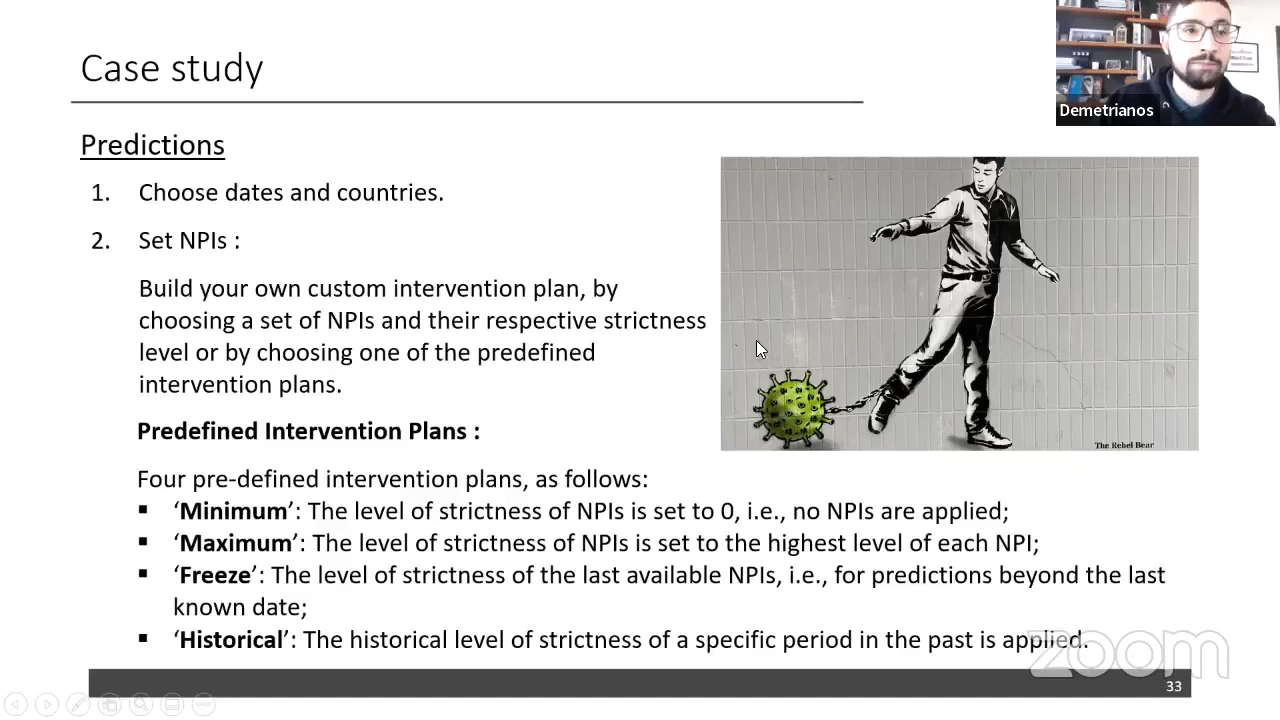 Case study
Demetrianos
Predictions
1. Choose dates and countries.
2. Set NPIs :
Build your own custom intervention plan, by
choosing a set of NPIs and their respective strictness
level or by choosing one of the predefined
intervention plans.
The Rebel Bear
Predefined Intervention Plans :
Four pre-defined intervention plans, as follows:
▪ ‘Minimum’: The level of strictness of NPIs is set to 0, i.e., no NPIs are applied;
▪ ‘Maximum’: The level of strictness of NPIs is set to the highest level of each NPI;
▪ ‘Freeze’: The level of strictness of the last available NPIs, i.e., for predictions beyond the last
known date;
▪ ‘Historical’: The historical level of strictness of a specific period in the past is applied.
zoom
33